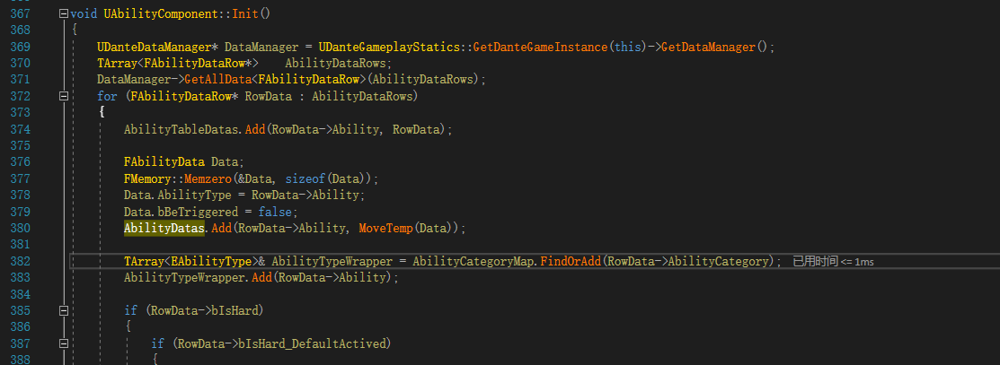 367 void UAbilityComponent::Init()
368 {
369 UDanteDataManager* DataManager = UDanteGameplayStatics::GetDanteGameInstance(this)->GetDataManager();
370 TArray<FAbilityDataRow*> AbilityDataRows;
371 DataManager->GetAllData<FAbilityDataRow>(AbilityDataRows);
372 for (FAbilityDataRow* RowData : AbilityDataRows)
373 {
374 AbilityTableDatas.Add(RowData->Ability, RowData);
375
376 FAbilityData Data;
377 FMemory::Memzero(&Data, sizeof(Data));
378 Data.AbilityType = RowData->Ability;
379 Data.bBeTriggered = false;
380 AbilityDatas.Add(RowData->Ability, MoveTemp(Data));
381
382 TArray<EAbilityType>& AbilityTypeWrapper = AbilityCategoryMap.FindOrAdd(RowData->AbilityCategory); 已用时间 <= 1ms
383 AbilityTypeWrapper.Add(RowData->Ability);
384
385 if (RowData->bIsHard)
386 {
387 if (RowData->bIsHard_DefaultActived)
388 {